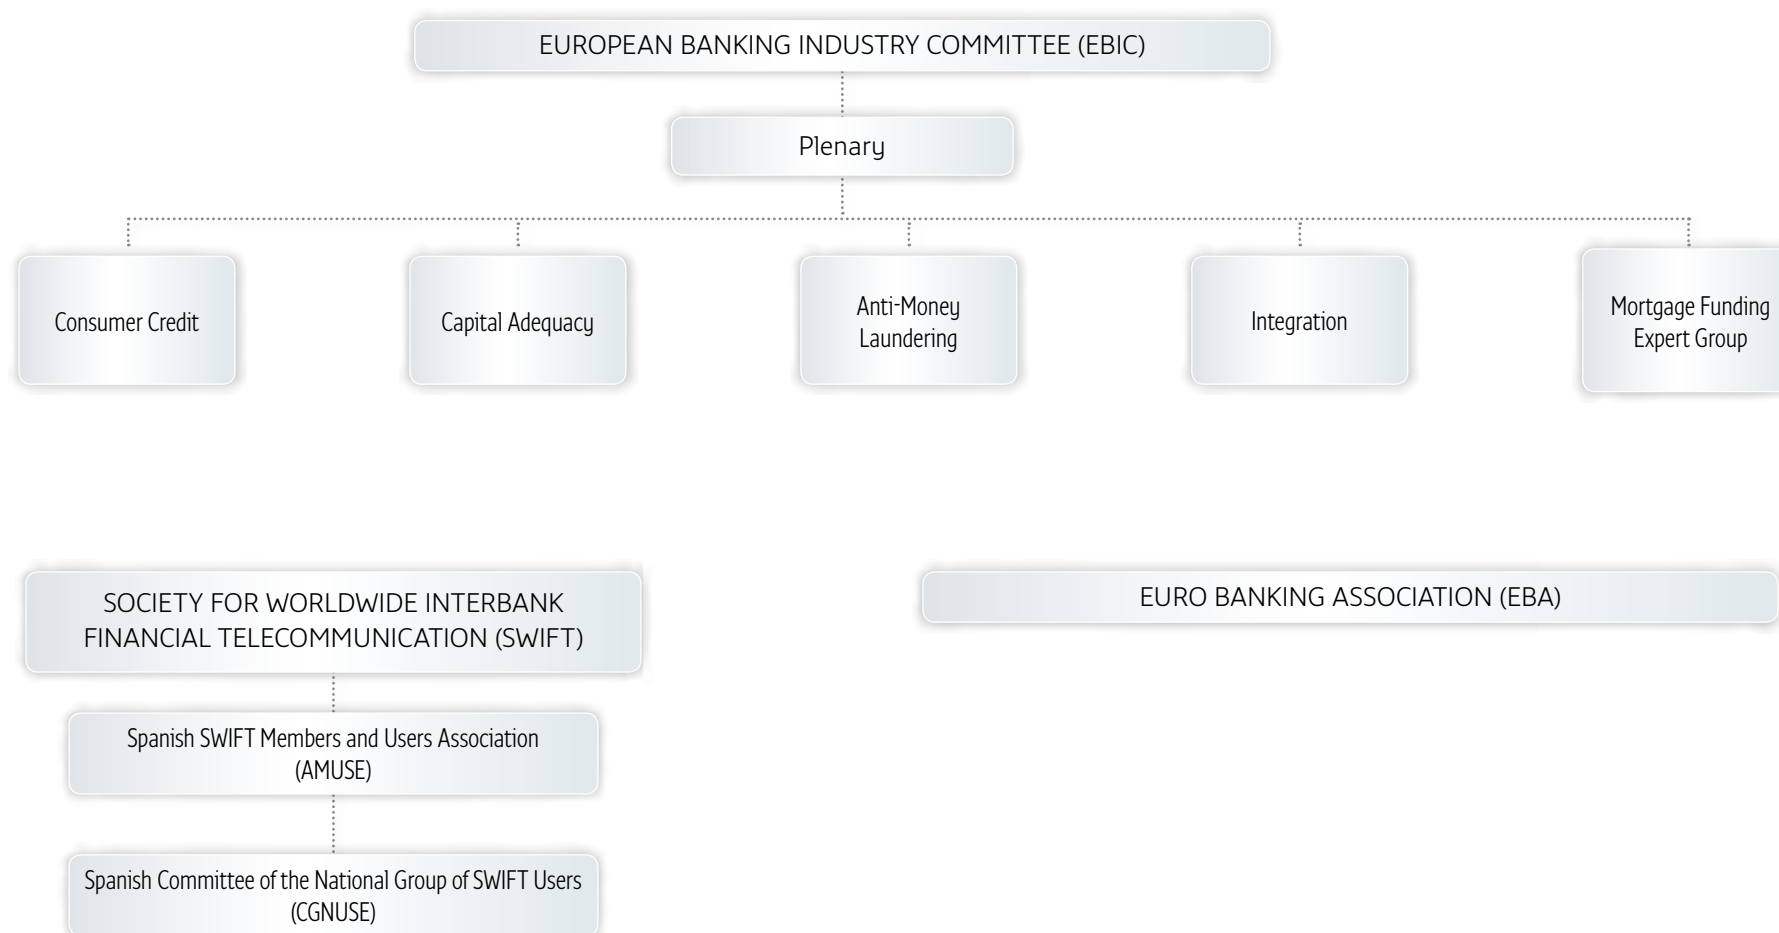 EUROPEAN BANKING INDUSTRY COMMITTEE (EBIC)
Plenary
Consumer Credit
Capital Adequacy
Anti-Money
Laundering
Integration
Mortgage Funding
Expert Group
SOCIETY FOR WORLDWIDE INTERBANK
FINANCIAL TELECOMMUNICATION (SWIFT)
EURO BANKING ASSOCIATION (EBA)
Spanish SWIFT Members and Users Association
(AMUSE)
Spanish Committee of the National Group of SWIFT Users
(CGNUSE)